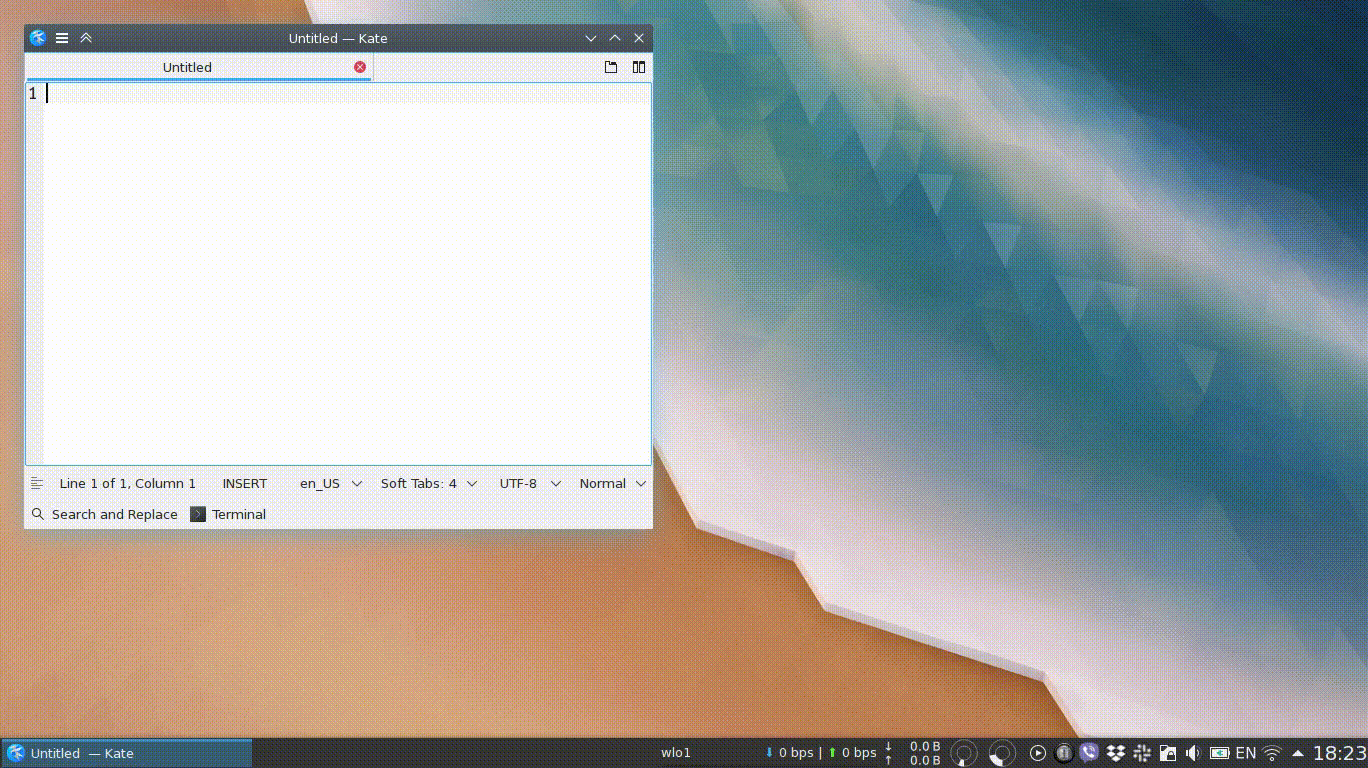 Untitled — Kate
Untitled
1
Line 1 of 1, Column 1 INSERT en_US Soft Tabs: 4 UTF-8 Normal
Search and Replace Terminal
Untitled — Kate wlo1 ↓ 0 bps | ↑ 0 bps ↓ 0.0 B ↑ 0.0 B EN 18:23